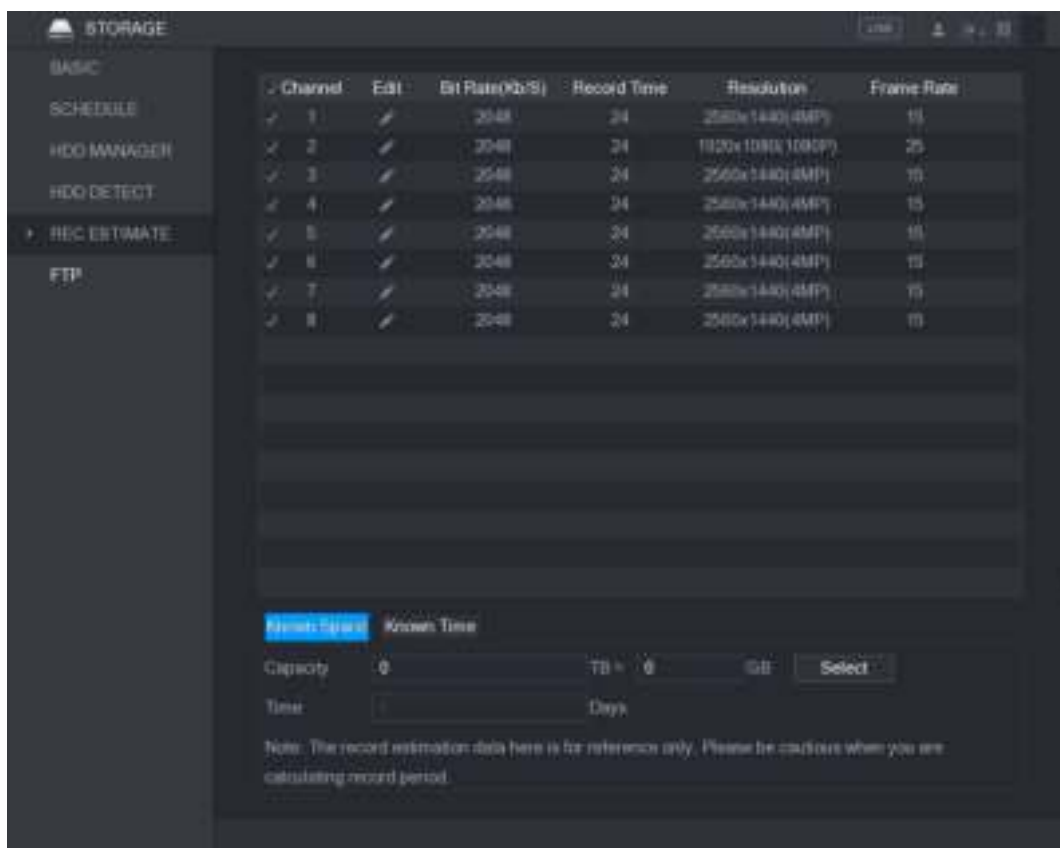 STORAGE
LIVE
BASIC
SCHEDULE
HDD MANAGER
HDD DETECT
REC ESTIMATE
FTP
Channel Edit Bit Rate(Kb/S) Record Time Resolution Frame Rate
1 2048 24 2560x1440(4MP) 15
2 2048 24 1920x1080(1080P) 25
3 2048 24 2560x1440(4MP) 15
4 2048 24 2560x1440(4MP) 15
5 2048 24 2560x1440(4MP) 15
6 2048 24 2560x1440(4MP) 15
7 2048 24 2560x1440(4MP) 15
8 2048 24 2560x1440(4MP) 15
Known Space Known Time
Capacity 0 TB = 0 GB Select
Time Days
Note: The record estimation data here is for reference only. Please be cautious when you are
calculating record period.